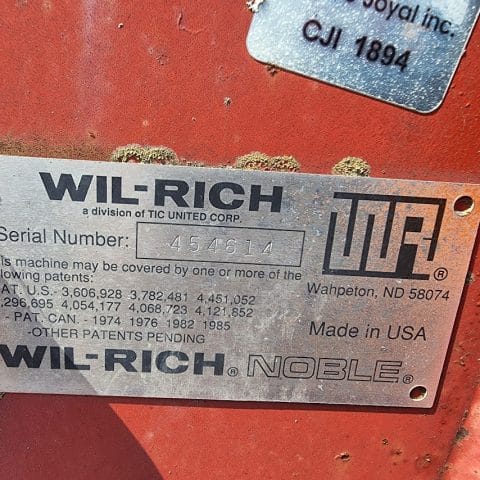 Joyal inc.
CJI 1894
WIL-RICH
a division of TIC UNITED CORP.
Serial Number: 454614
is machine may be covered by one or more of the
lowing patents:
AT. U.S.- 3,606,928 3,782,481 4,451,052
,296,695 4,054,177 4,068,723 4,121,852
- PAT. CAN. - 1974 1976 1982 1985
-OTHER PATENTS PENDING
WIL-RICH® NOBLE®
WR®
Wahpeton, ND 58074
Made in USA